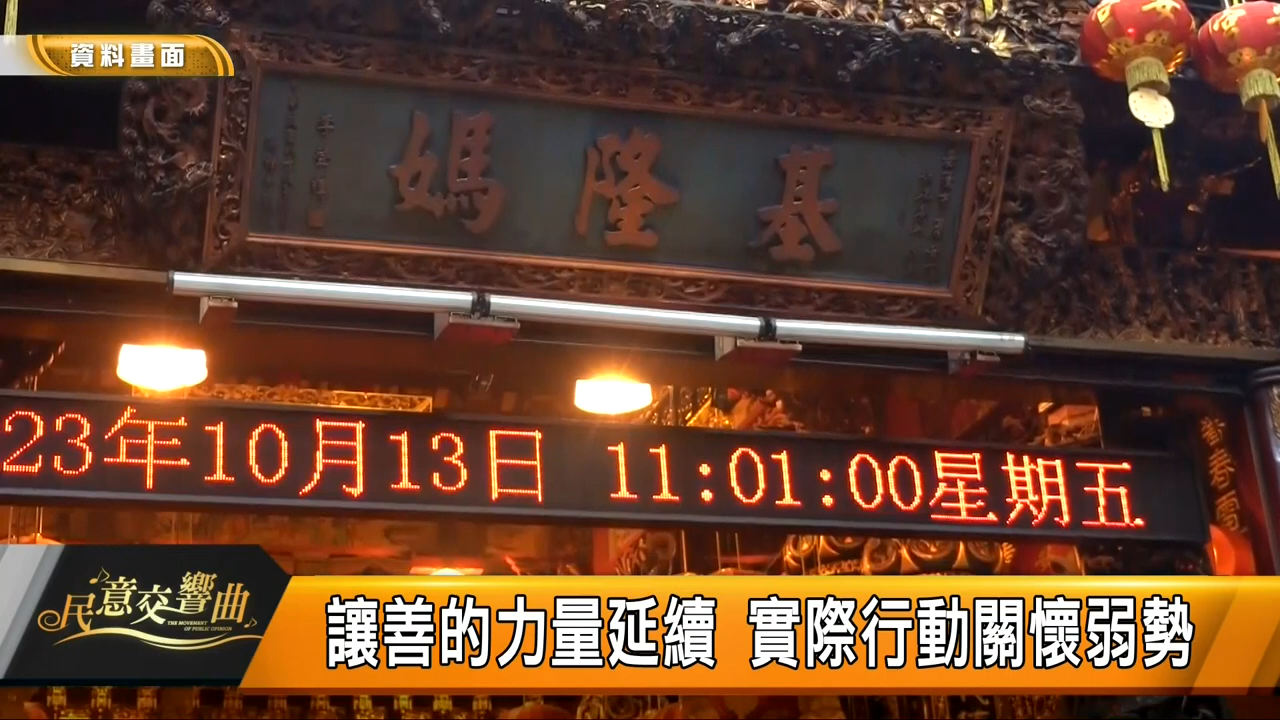 資料畫面
媽隆基
23年10月13日 11:01:00星期五
民意交響曲
THE MOVEMENT
OF PUBLIC OPINION
讓善的力量延續 實際行動關懷弱勢